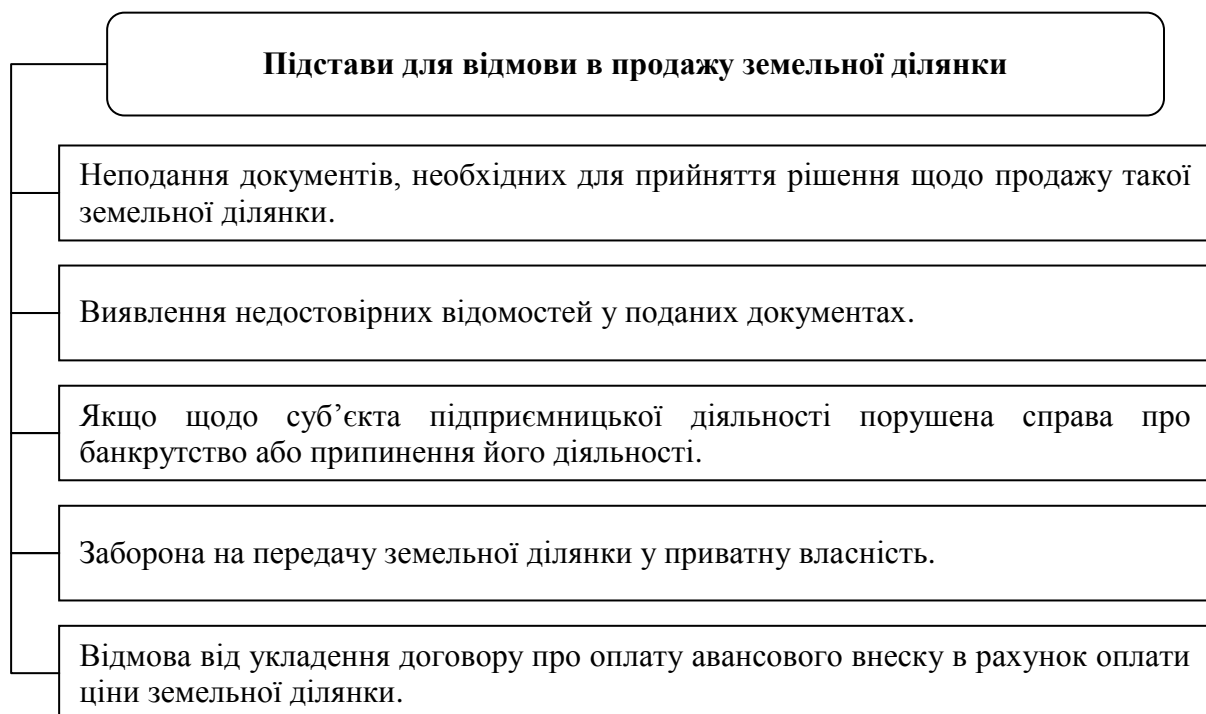 Підстави для відмови в продажу земельної ділянки
Неподання документів, необхідних для прийняття рішення щодо продажу такої
земельної ділянки.
Виявлення недостовірних відомостей у поданих документах.
Якщо щодо суб’єкта підприємницької діяльності порушена справа про
банкрутство або припинення його діяльності.
Заборона на передачу земельної ділянки у приватну власність.
Відмова від укладення договору про оплату авансового внеску в рахунок оплати
ціни земельної ділянки.